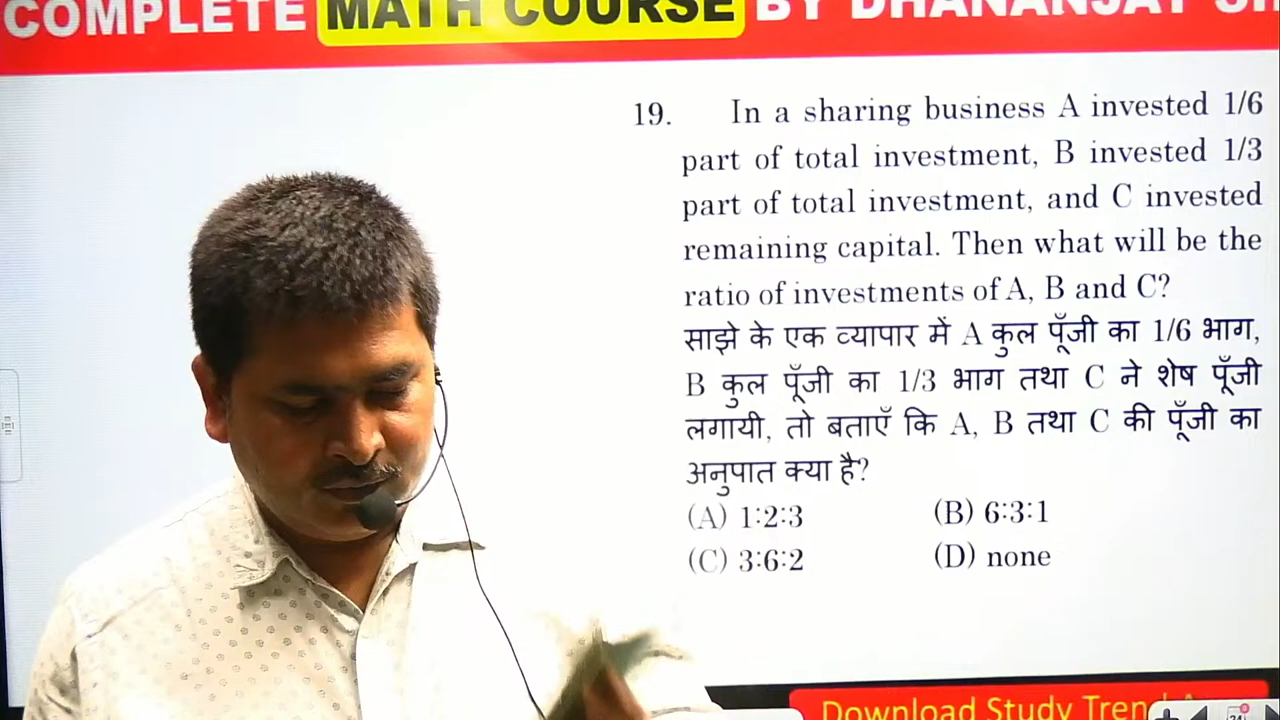 COMPLETE MATH COURSE BY DHANANJAY
19. In a sharing business A invested 1/6
part of total investment, B invested 1/3
part of total investment, and C invested
remaining capital. Then what will be the
ratio of investments of A, B and C?
साझे के एक व्यापार में A कुल पूँजी का 1/6 भाग,
B कुल पूँजी का 1/3 भाग तथा C ने शेष पूँजी
लगायी, तो बताएँ कि A, B तथा C की पूँजी का
अनुपात क्या है?
(A) 1:2:3 (B) 6:3:1
(C) 3:6:2 (D) none
Download Study